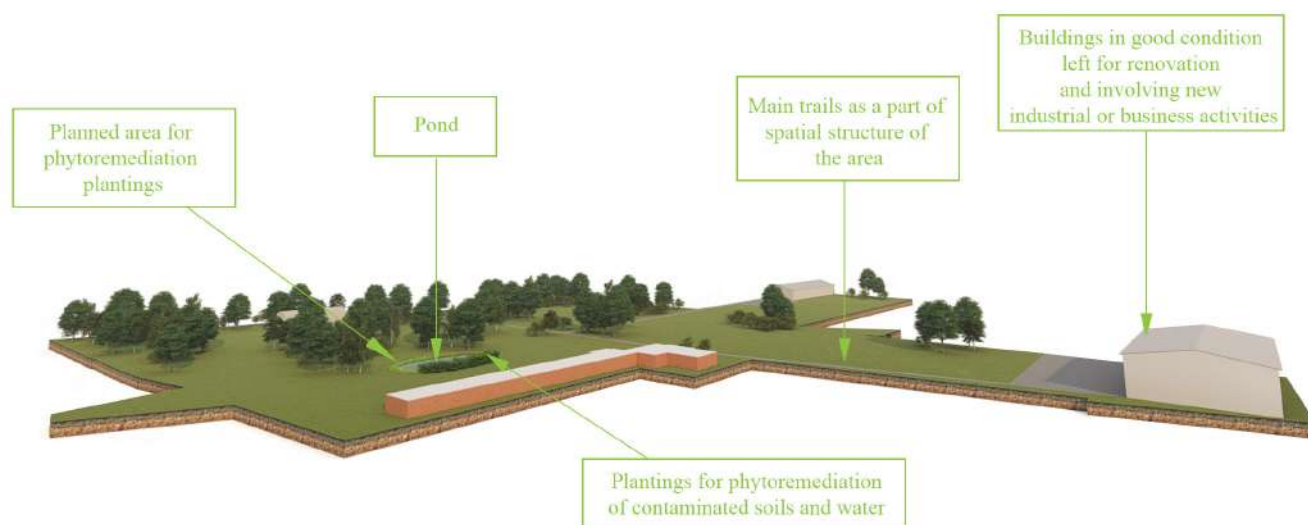 Planned area for
phytoremediation
plantings
Pond
Main trails as a part of
spatial structure of
the area
Buildings in good condition
left for renovation
and involving new
industrial or business activities
Plantings for phytoremediation
of contaminated soils and water